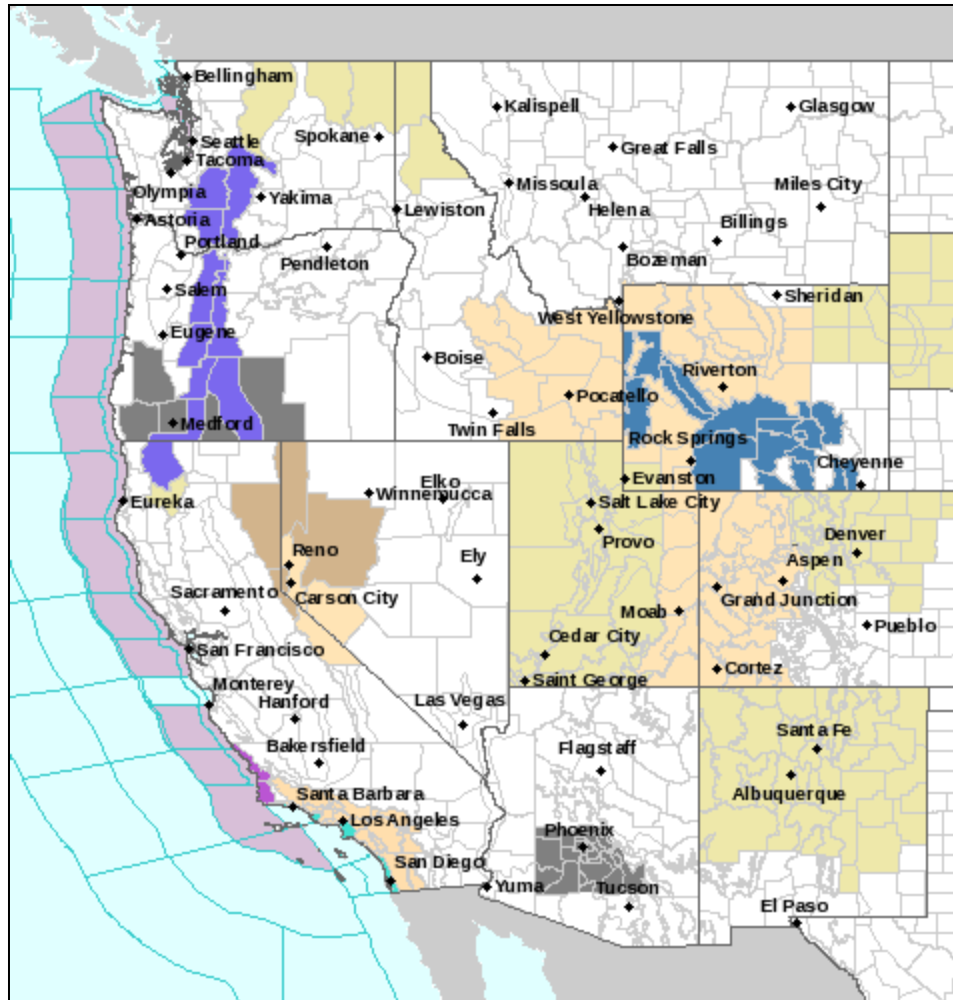 Bellingham
Kalispell
Glasgow
Seattle
Spokane
Great Falls
Tacoma
Missoula
Miles City
Olympia
Yakima
Lewiston
Helena
Astoria
Billings
Portland
Pendleton
Bozeman
Salem
Sheridan
West Yellowstone
Eugene
Boise
Riverton
Pocatello
Medford
Twin Falls
Rock Springs
Cheyenne
Elko
Evanston
Eureka
Winnemucca
Salt Lake City
Denver
Provo
Reno
Ely
Aspen
Sacramento
Carson City
Grand Junction
Moab
Pueblo
Cedar City
San Francisco
Cortez
Monterey
Saint George
Hanford
Las Vegas
Santa Fe
Bakersfield
Flagstaff
Santa Barbara
Albuquerque
Los Angeles
Phoenix
San Diego
Yuma
Tucson
El Paso